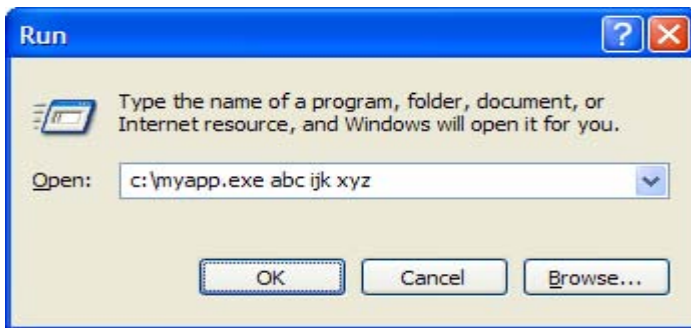 Run
?
Type the name of a program, folder, document, or
Internet resource, and Windows will open it for you.
Open: c:\myapp.exe abc ijk xyz
OK Cancel Browse...